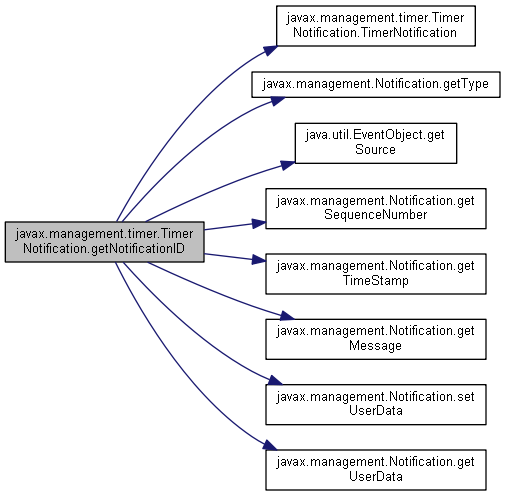 javax.management.timer.Timer
Notification.TimerNotification
javax.management.Notification.getType
java.util.EventObject.get
Source
javax.management.Notification.get
SequenceNumber
javax.management.timer.Timer
Notification.getNotificationID
javax.management.Notification.get
TimeStamp
javax.management.Notification.get
Message
javax.management.Notification.set
UserData
javax.management.Notification.get
UserData